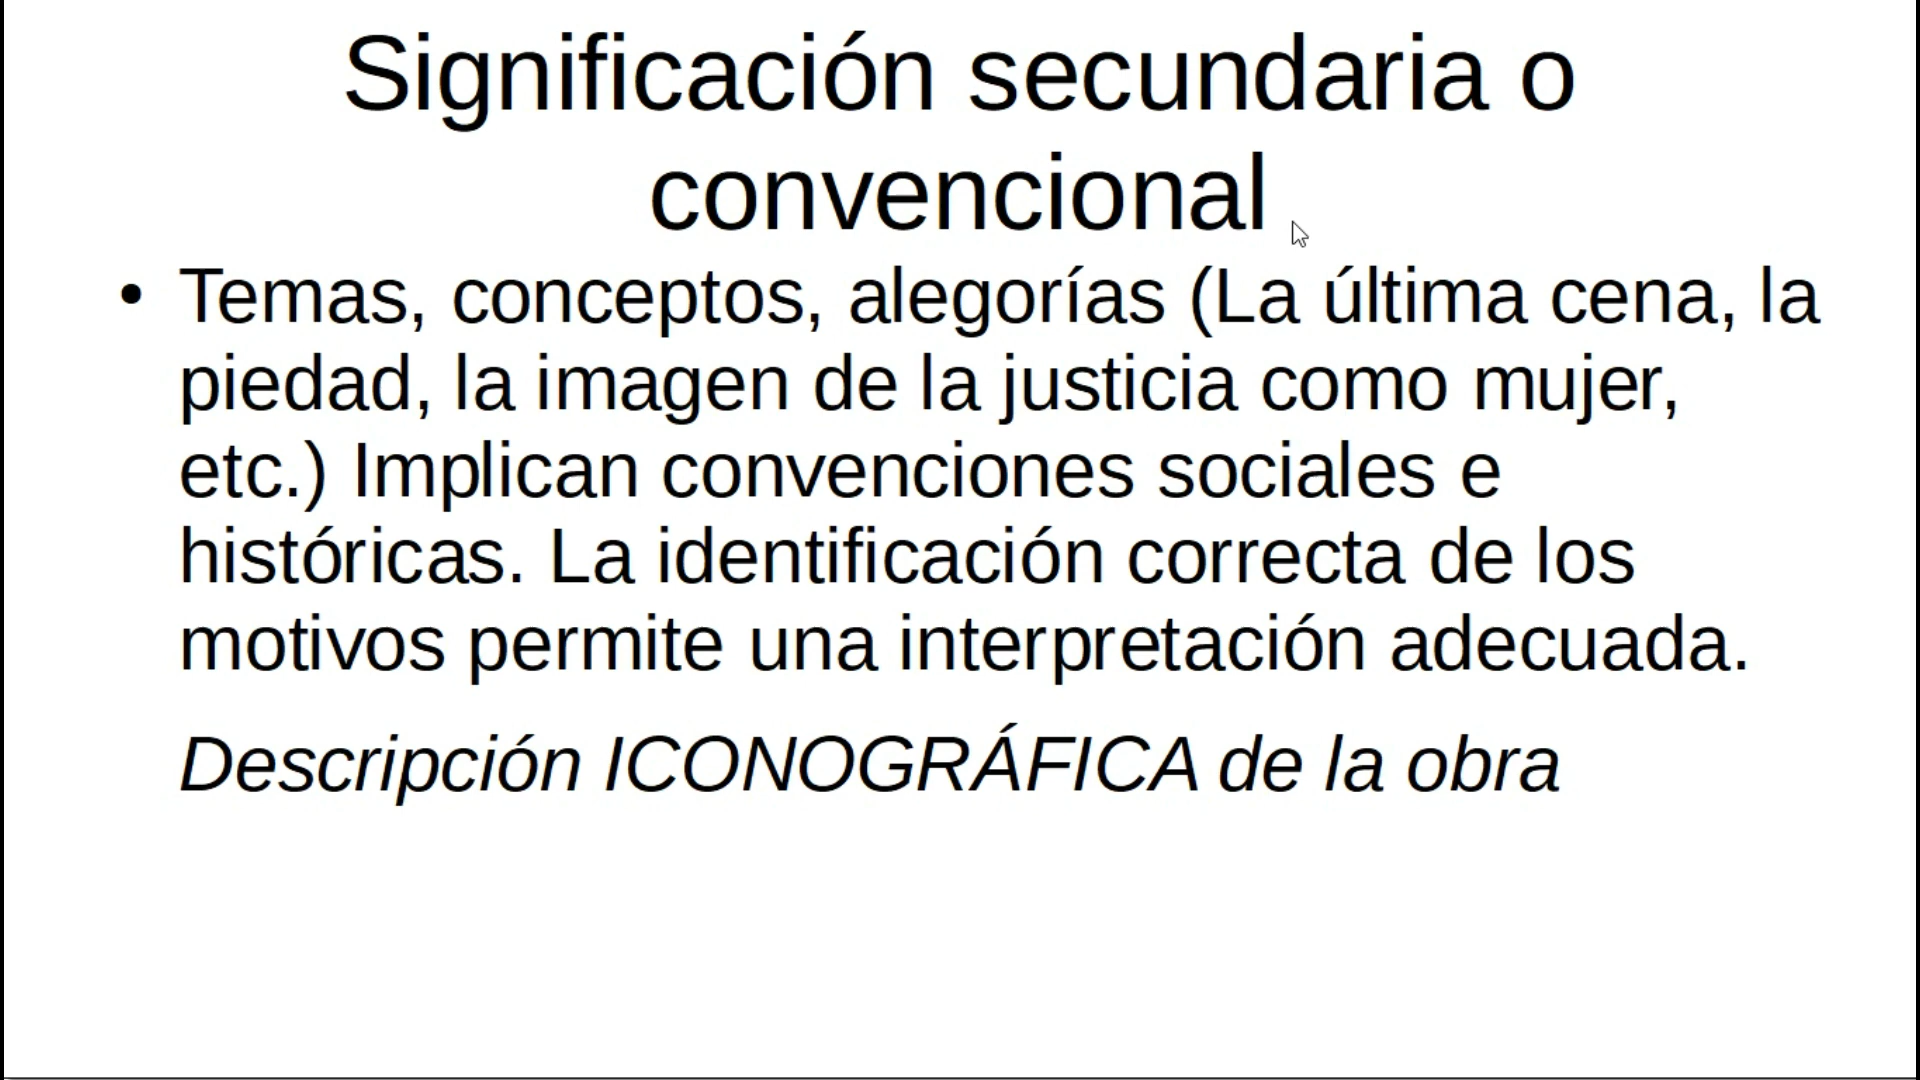 Significación secundaria o
convencional
• Temas, conceptos, alegorías (La última cena, la
piedad, la imagen de la justicia como mujer,
etc.) Implican convenciones sociales e
históricas. La identificación correcta de los
motivos permite una interpretación adecuada.
Descripción ICONOGRÁFICA de la obra